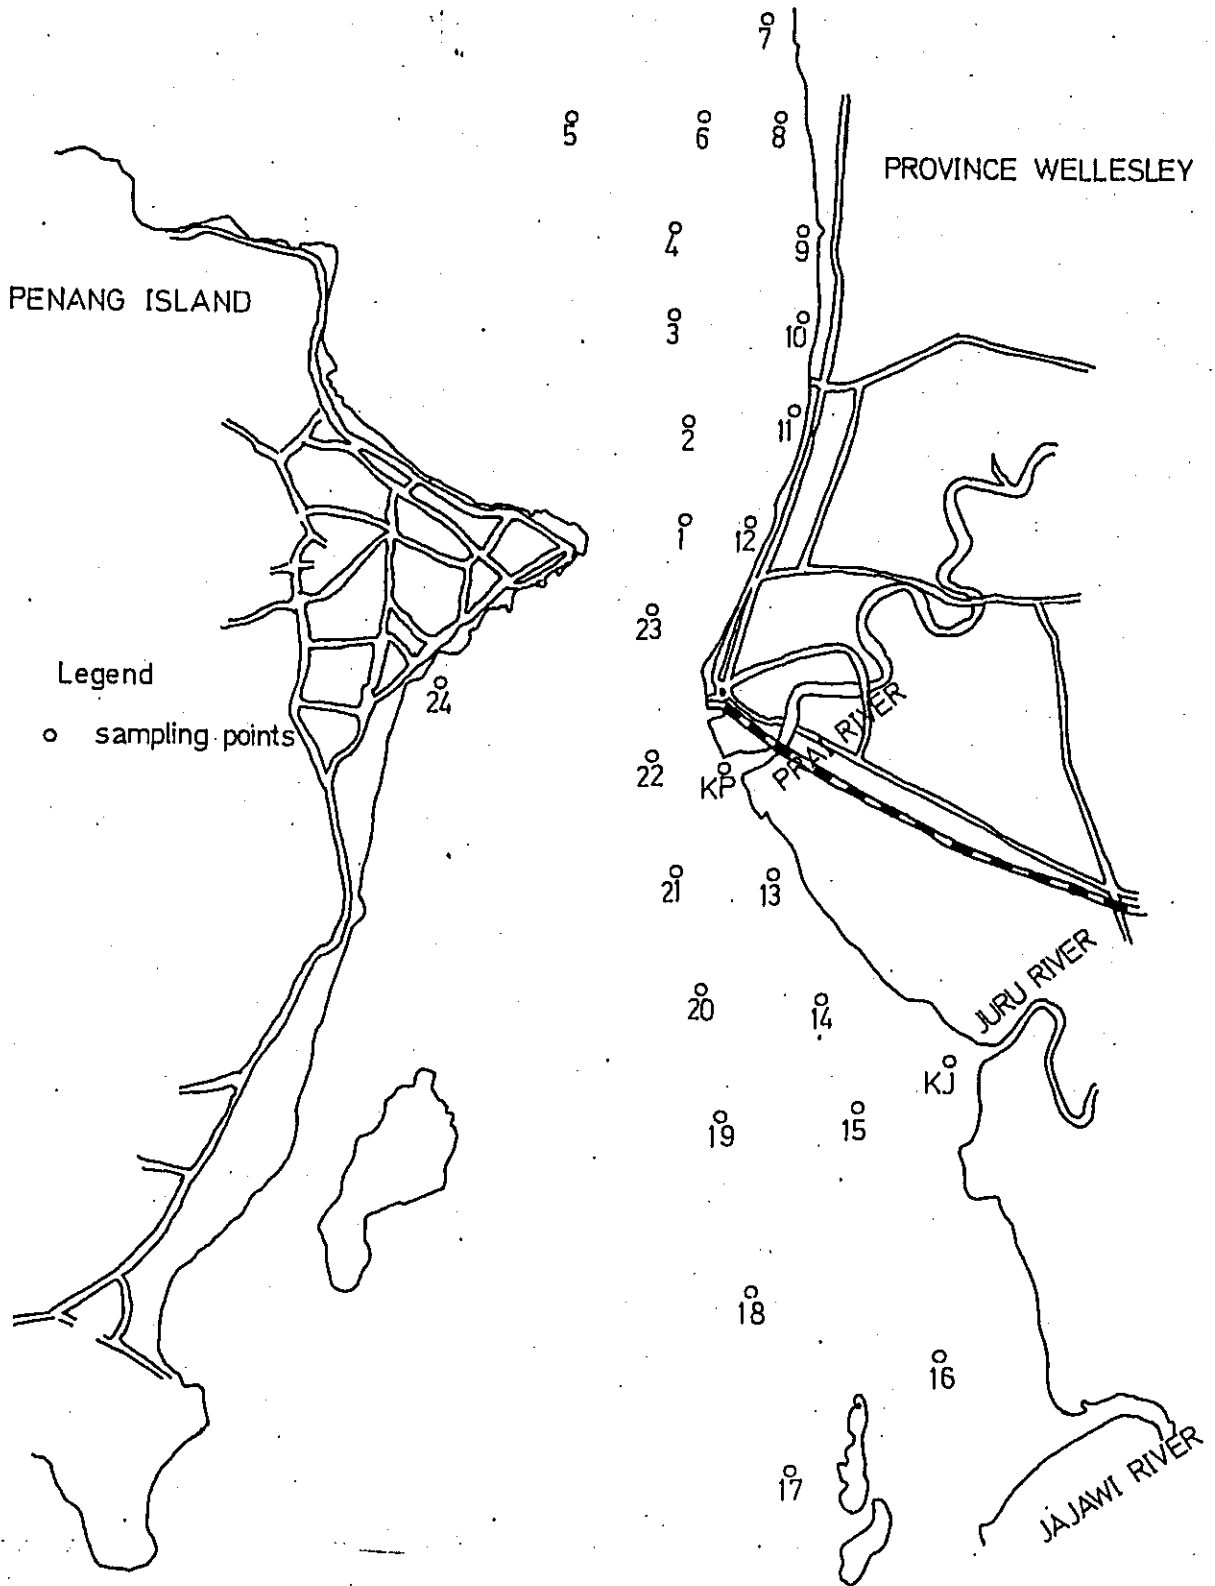 7
5
6
8
PROVINCE WELLESLEY
4
9
PENANG ISLAND
3
10
2
11
1
12
23
Legend
24
sampling points
PRAI RIVER
22
KP
21
13
JURU RIVER
20
14
KJ
19
15
18
16
17
JAJAWI RIVER